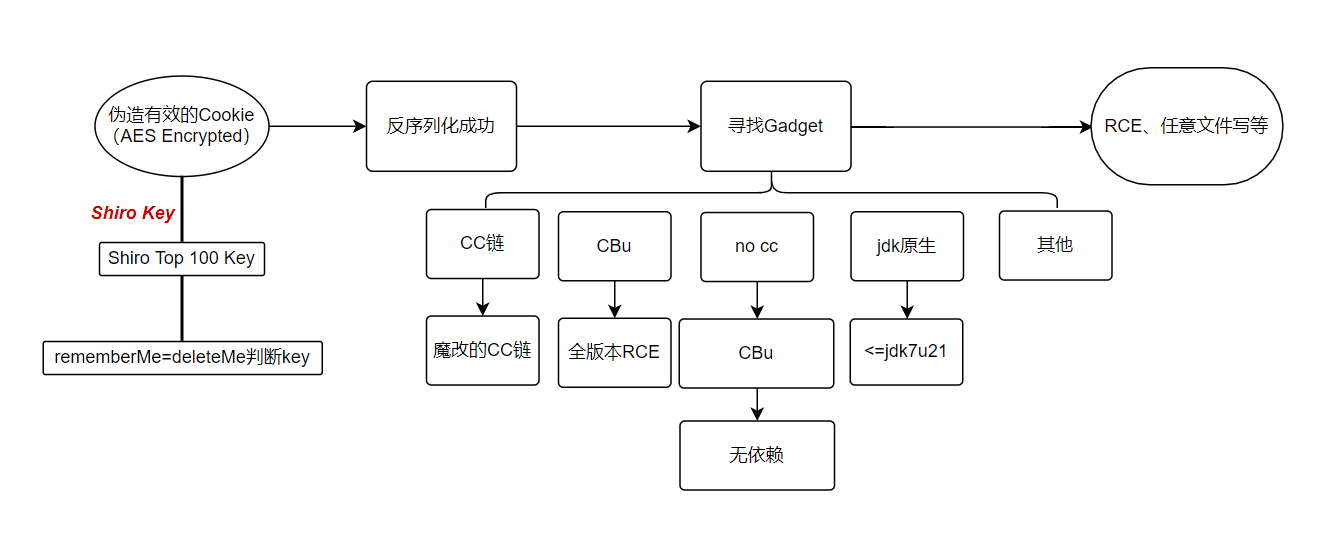 伪造有效的Cookie
（AES Encrypted）
反序列化成功
寻找Gadget
RCE、任意文件写等
Shiro Key
Shiro Top 100 Key
rememberMe=deleteMe判断key
CC链
CBu
no cc
jdk原生
其他
魔改的CC链
全版本RCE
CBu
<=jdk7u21
无依赖